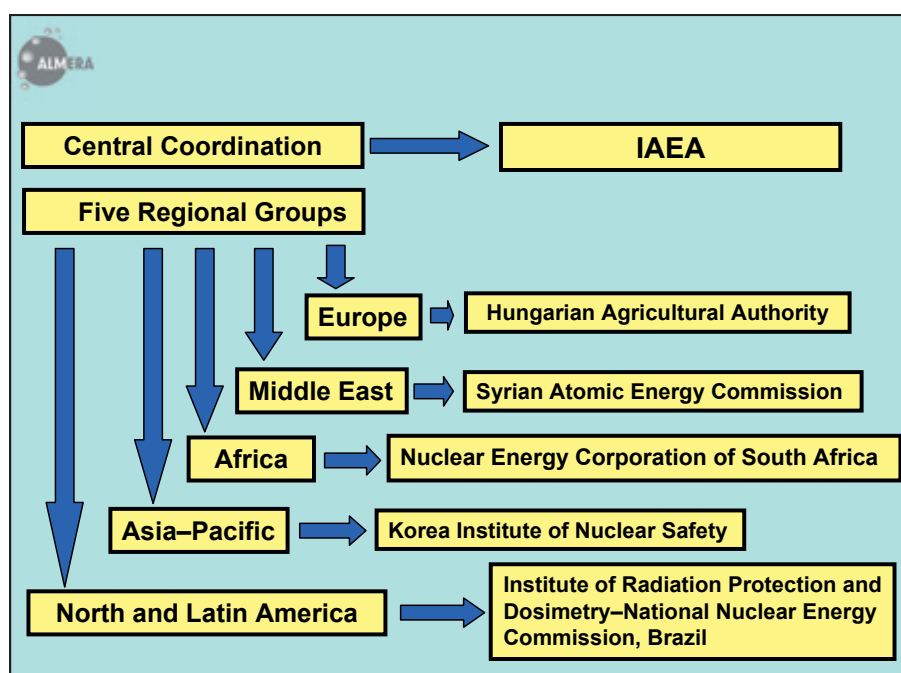 ALMERA
Central Coordination
IAEA
Five Regional Groups
Europe
Hungarian Agricultural Authority
Middle East
Syrian Atomic Energy Commission
Africa
Nuclear Energy Corporation of South Africa
Asia–Pacific
Korea Institute of Nuclear Safety
North and Latin America
Institute of Radiation Protection and
Dosimetry–National Nuclear Energy
Commission, Brazil